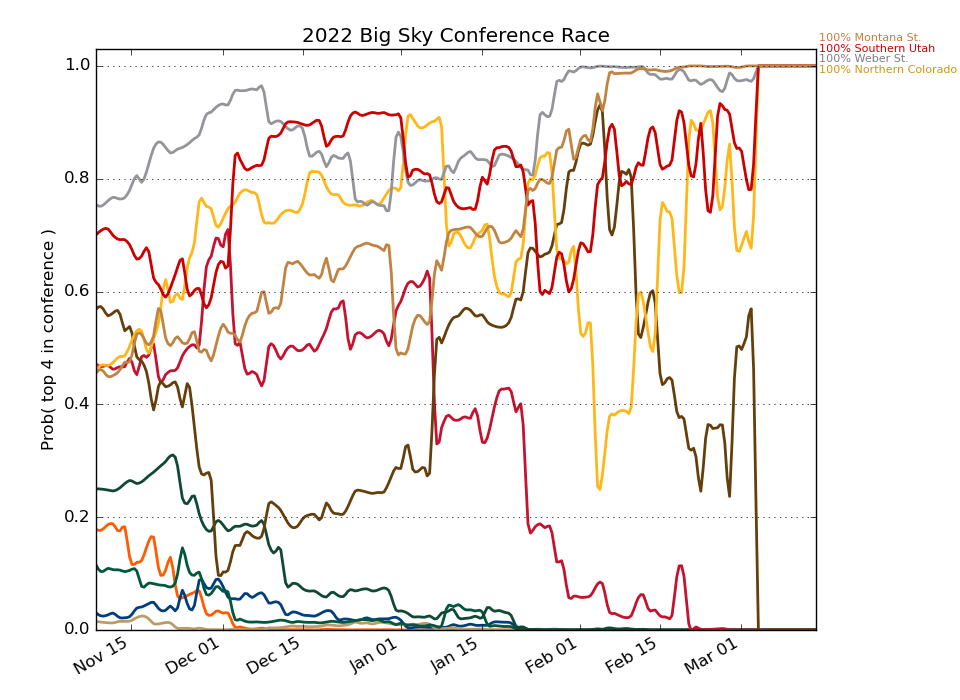 2022 Big Sky Conference Race
100% Montana St.
100% Southern Utah
100% Weber St.
100% Northern Colorado
Prob( top 4 in conference )
1.0
0.8
0.6
0.4
0.2
0.0
Nov 15
Dec 01
Dec 15
Jan 01
Jan 15
Feb 01
Feb 15
Mar 01